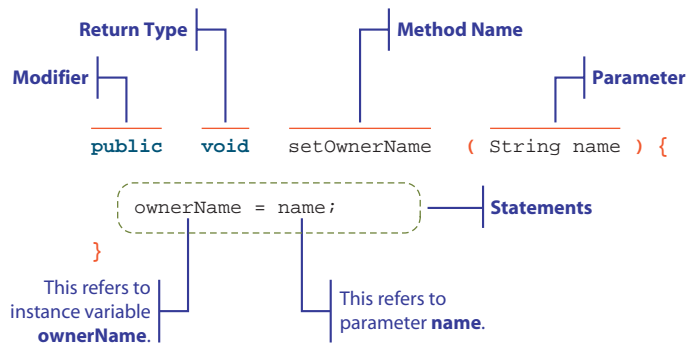 Return Type
Method Name
Modifier
Parameter
public void setOwnerName ( String name ) {
ownerName = name;
Statements
}
This refers to
instance variable
ownerName.
This refers to
parameter name.